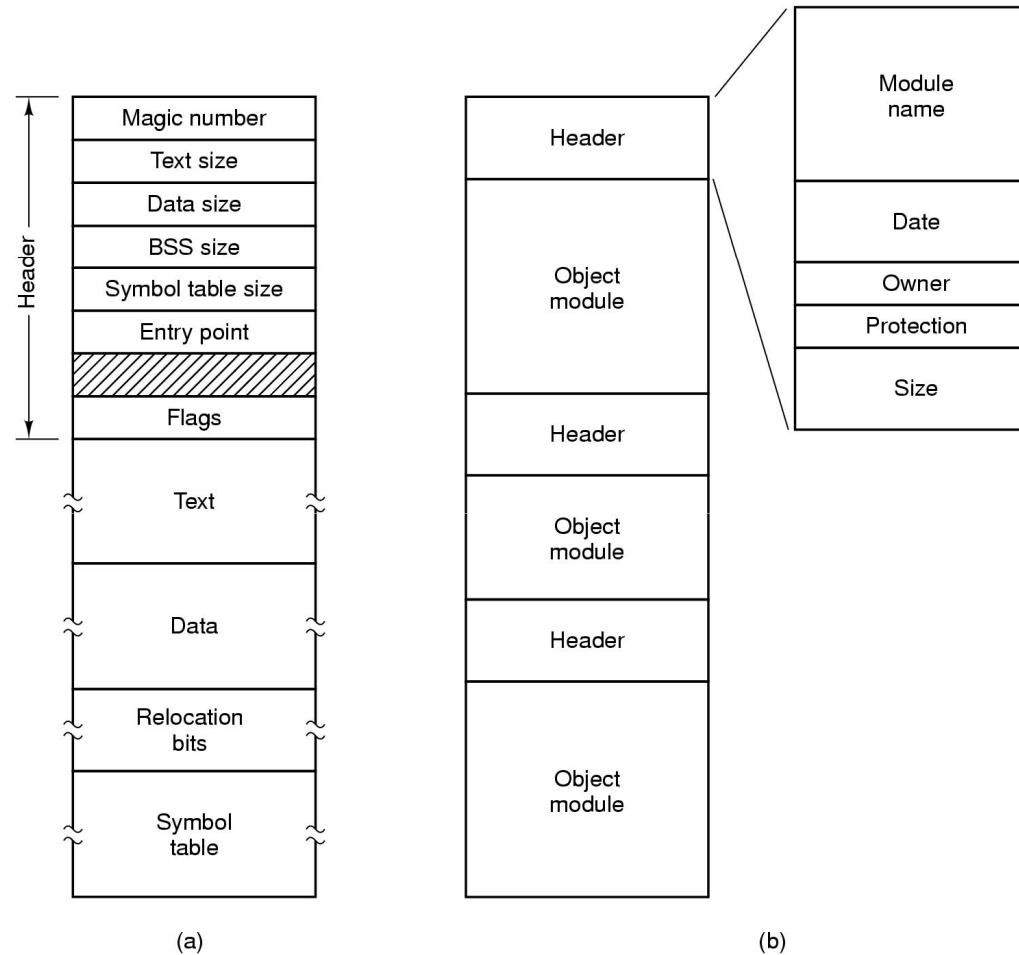 Header
Magic number
Text size
Data size
BSS size
Symbol table size
Entry point
Flags
Text
Data
Relocation
bits
Symbol
table
(a)
Header
Object
module
Header
Object
module
Header
Object
module
Module
name
Date
Owner
Protection
Size
(b)